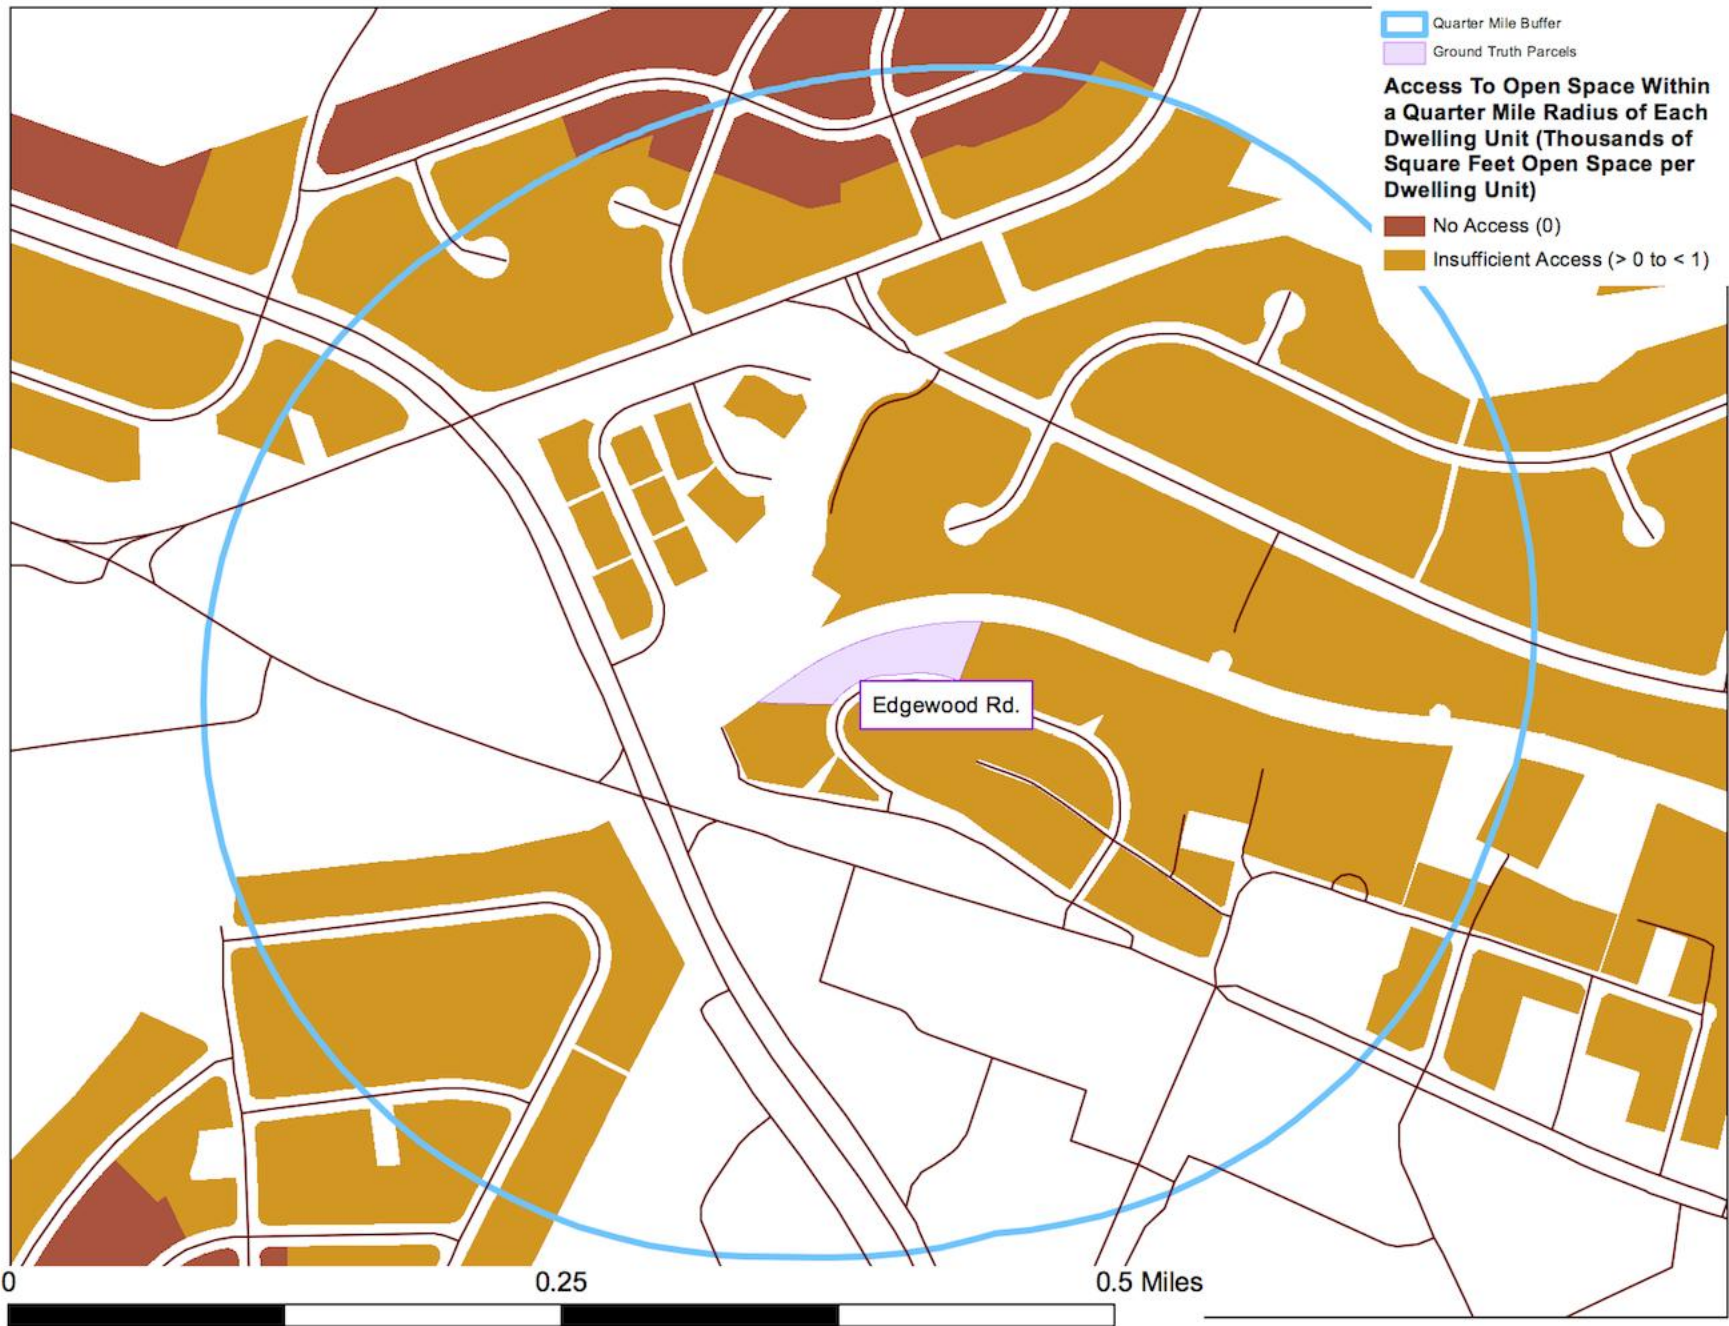 Quarter Mile Buffer
Ground Truth Parcels
Access To Open Space Within
a Quarter Mile Radius of Each
Dwelling Unit (Thousands of
Square Feet Open Space per
Dwelling Unit)
No Access (0)
Insufficient Access (> 0 to < 1)
Edgewood Rd.
0 0.25 0.5 Miles